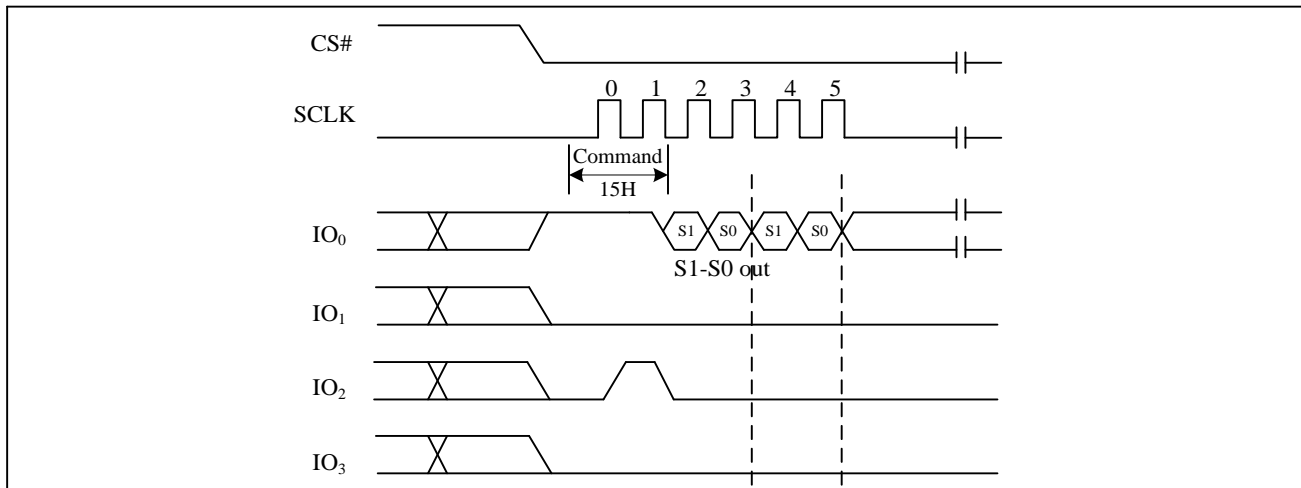 CS#
0 1 2 3 4 5
SCLK
Command
15H
IO₀
S1 S0 S1 S0
S1-S0 out
IO₁
IO₂
IO₃